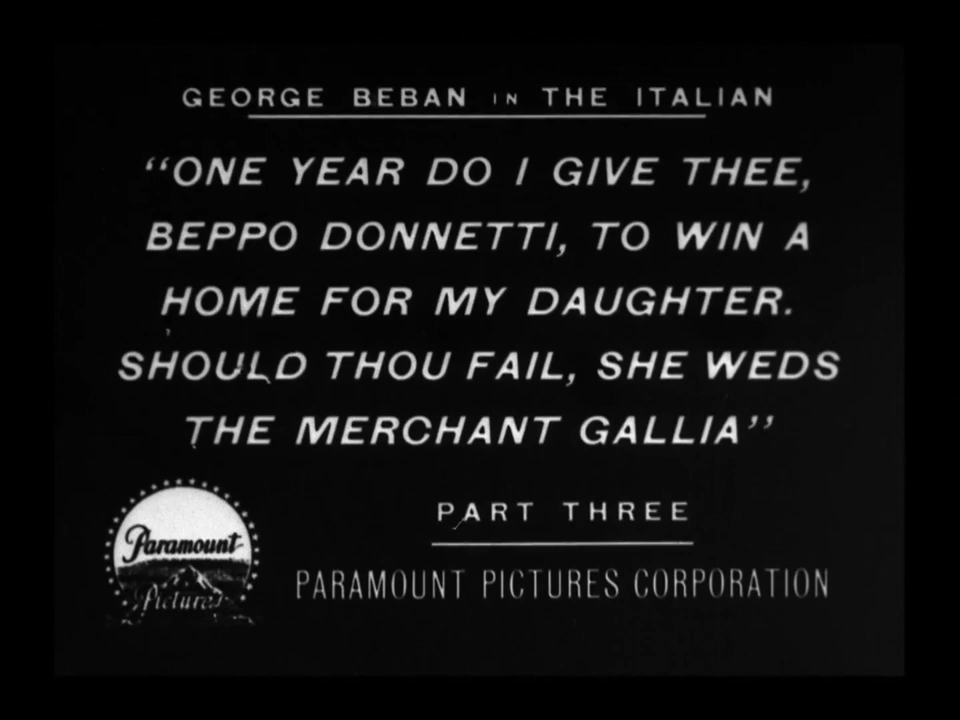 GEORGE BEBAN IN THE ITALIAN
"ONE YEAR DO I GIVE THEE,
BEPPO DONNETTI, TO WIN A
HOME FOR MY DAUGHTER.
SHOULD THOU FAIL, SHE WEDS
THE MERCHANT GALLIA"
PART THREE
Paramount
Pictures
PARAMOUNT PICTURES CORPORATION